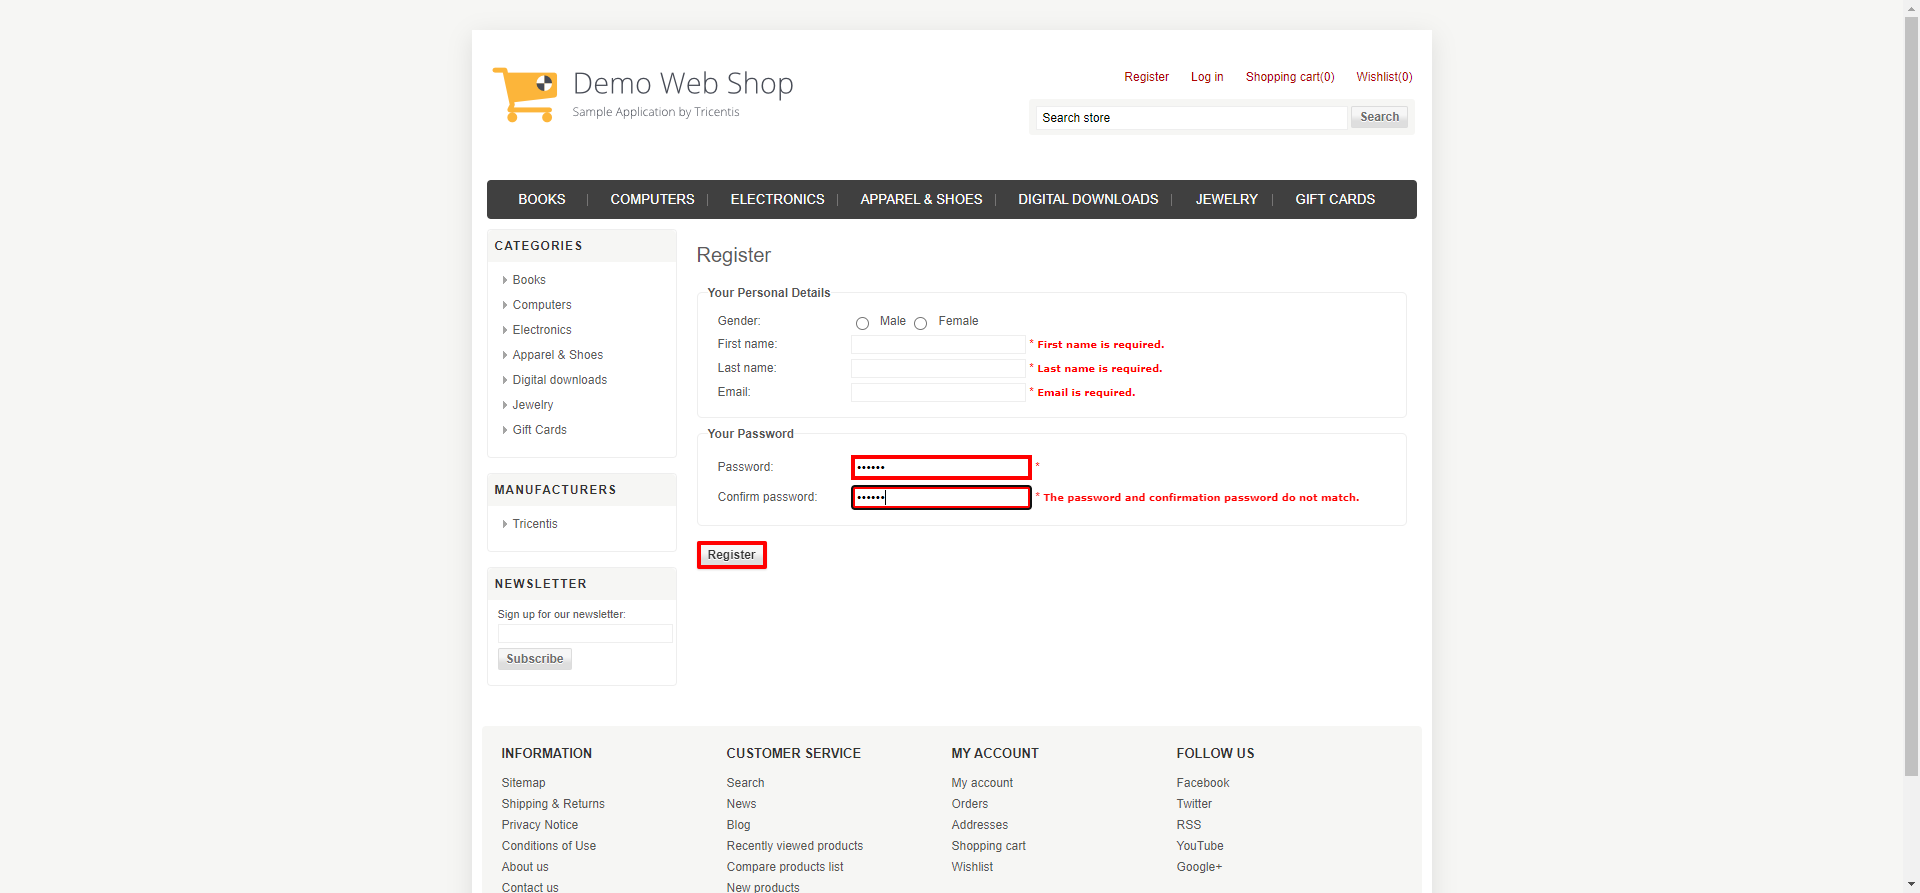 Demo Web Shop
Sample Application by Tricentis
Register Log in Shopping cart(0) Wishlist(0)
Search store Search
BOOKS COMPUTERS ELECTRONICS APPAREL & SHOES DIGITAL DOWNLOADS JEWELRY GIFT CARDS
CATEGORIES
Books
Computers
Electronics
Apparel & Shoes
Digital downloads
Jewelry
Gift Cards
MANUFACTURERS
Tricentis
NEWSLETTER
Sign up for our newsletter:
Subscribe
Register
Your Personal Details
Gender: Male Female
First name: * First name is required.
Last name: * Last name is required.
Email: * Email is required.
Your Password
Password: •••••• *
Confirm password: •••••• * The password and confirmation password do not match.
Register
INFORMATION
Sitemap
Shipping & Returns
Privacy Notice
Conditions of Use
About us
Contact us
CUSTOMER SERVICE
Search
News
Blog
Recently viewed products
Compare products list
New products
MY ACCOUNT
My account
Orders
Addresses
Shopping cart
Wishlist
FOLLOW US
Facebook
Twitter
RSS
YouTube
Google+